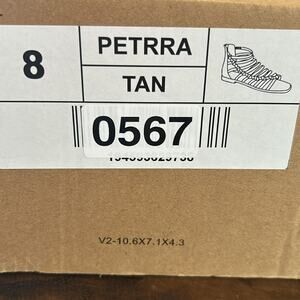 8
PETRRA
TAN
0567
V2-10.6X7.1X4.3